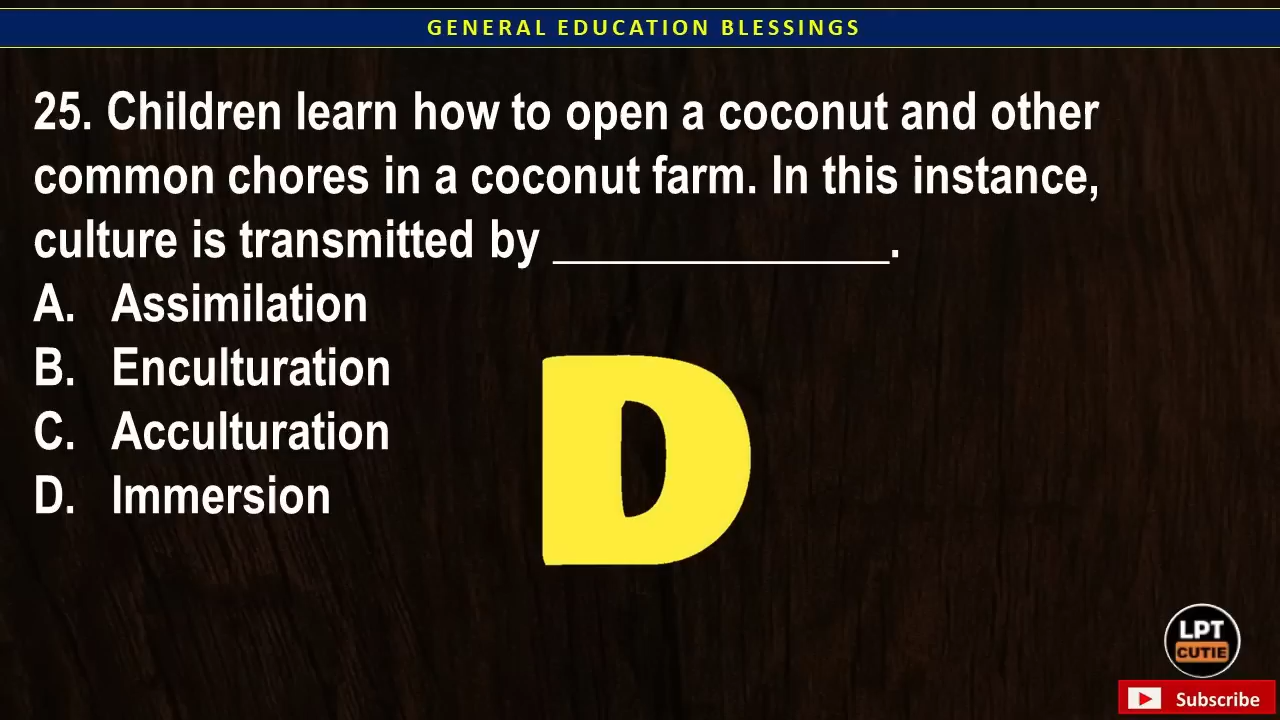 GENERAL EDUCATION BLESSINGS
25. Children learn how to open a coconut and other
common chores in a coconut farm. In this instance,
culture is transmitted by _______________.
A. Assimilation
B. Enculturation
C. Acculturation
D. Immersion
D
LPT
CUTIE
Subscribe